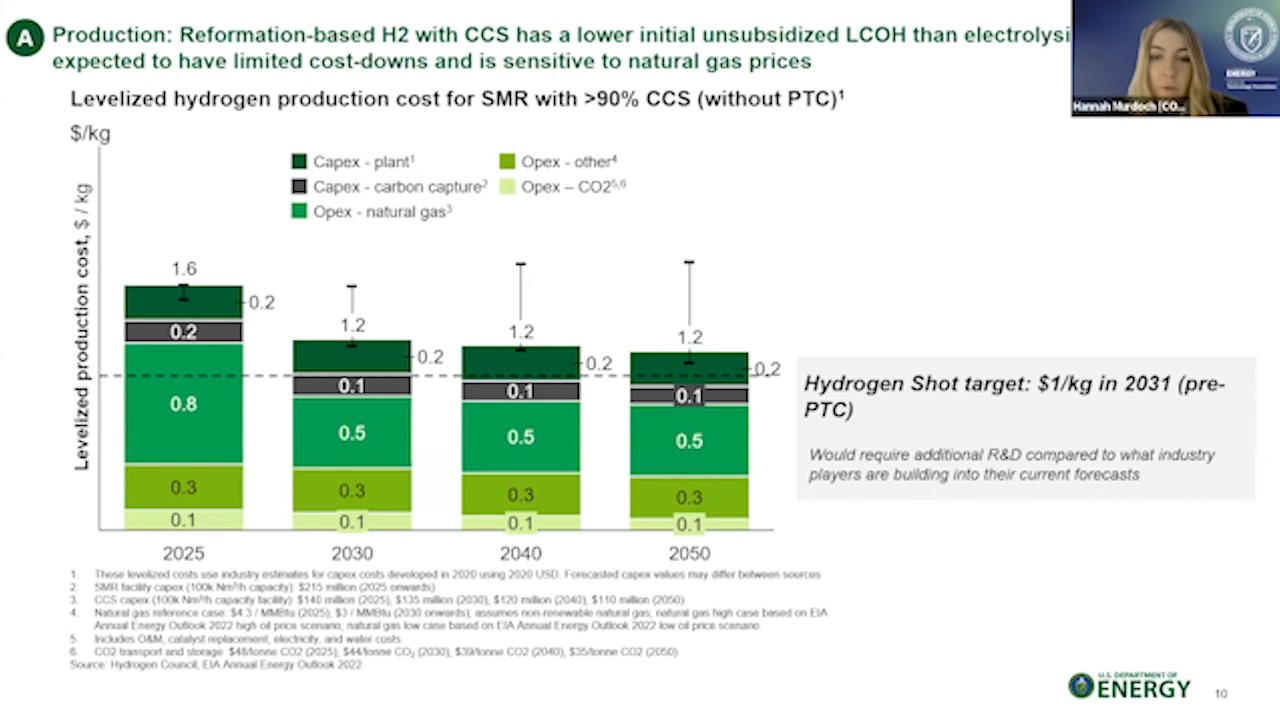 A
Production: Reformation-based H2 with CCS has a lower initial unsubsidized LCOH than electrolysi
expected to have limited cost-downs and is sensitive to natural gas prices
Hannah Murdoch (CO...
ENERGY
Levelized hydrogen production cost for SMR with >90% CCS (without PTC)¹
$/kg
Levelized production cost, $ / kg
Capex - plant¹
Opex - other⁴
Capex - carbon capture²
Opex – CO2⁵,⁶
Opex - natural gas³
1.6
1.2
1.2
1.2
0.2
0.2
0.2
0.2
0.2
0.1
0.1
0.1
0.8
0.5
0.5
0.5
0.3
0.3
0.3
0.3
0.1
0.1
0.1
0.1
2025
2030
2040
2050
Hydrogen Shot target: $1/kg in 2031 (pre-
PTC)
Would require additional R&D compared to what industry
players are building into their current forecasts
1. These levelized costs use industry estimates for capex costs developed in 2020 using 2020 USD. Forecasted capex values may differ between sources
2. SMR facility capex (100k Nm³/h capacity): $215 million (2025 onwards)
3. CCS capex (100k Nm³/h capacity facility): $140 million (2025), $135 million (2030), $120 million (2040), $110 million (2050)
4. Natural gas reference case: $4.3 / MMBtu (2025), $3 / MMBtu (2030 onwards); assumes non-renewable natural gas; natural gas high case based on EIA
Annual Energy Outlook 2022 high oil price scenario; natural gas low case based on EIA Annual Energy Outlook 2022 low oil price scenario
5. Includes O&M, catalyst replacement, electricity, and water costs
6. CO2 transport and storage: $48/tonne CO2 (2025), $44/tonne CO₂ (2030), $39/tonne CO2 (2040), $35/tonne CO2 (2050)
Source: Hydrogen Council, EIA Annual Energy Outlook 2022
U.S. DEPARTMENT OF
ENERGY
10